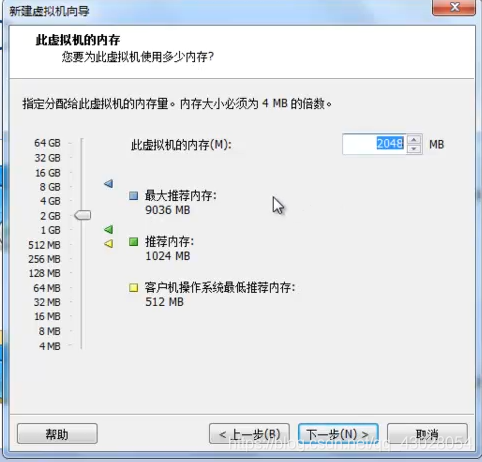 新建虚拟机向导
此虚拟机的内存
您要为此虚拟机使用多少内存?
指定分配给此虚拟机的内存量。内存大小必须为 4 MB 的倍数。
64 GB
32 GB
16 GB
8 GB
4 GB
2 GB
1 GB
512 MB
256 MB
128 MB
64 MB
32 MB
16 MB
8 MB
4 MB
此虚拟机的内存(M): 2048 MB
最大推荐内存:
9036 MB
推荐内存:
1024 MB
客户机操作系统最低推荐内存:
512 MB
帮助 < 上一步(B) 下一步(N) > 取消
https://blog.csdn.net/qq_43028054